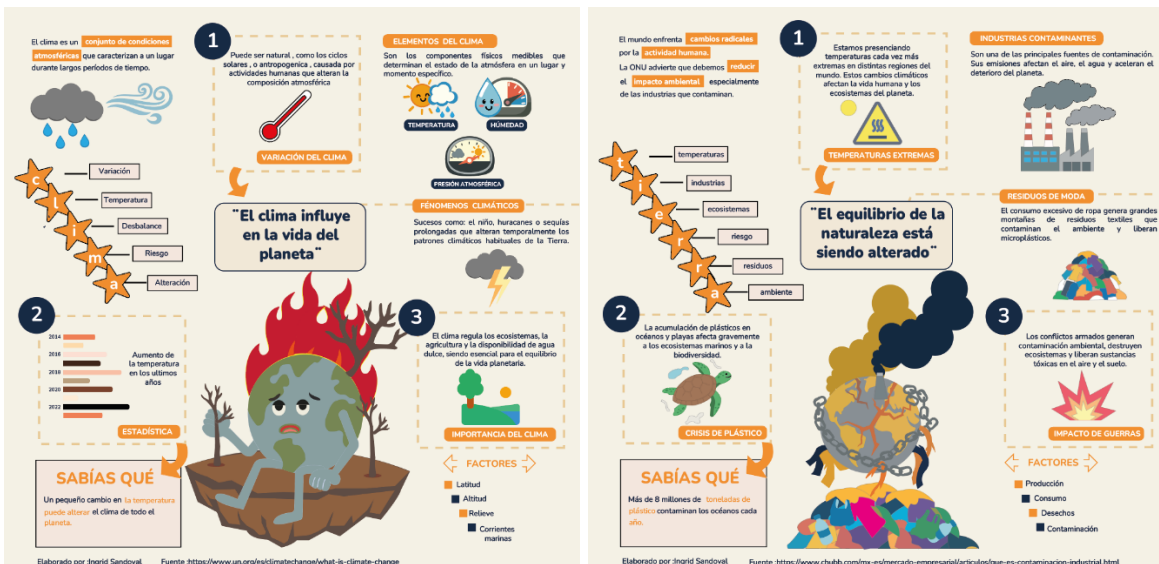 El clima es un conjunto de condiciones
atmosféricas que caracterizan a un lugar
durante largos períodos de tiempo.
1
Puede ser natural , como los ciclos
solares , o antropogenica , causada por
actividades humanas que alteran la
composición atmosférica
VARIACIÓN DEL CLIMA
ELEMENTOS DEL CLIMA
Son los componentes físicos medibles que
determinan el estado de la atmósfera en un lugar y
momento específico.
TEMPERATURA
HÚMEDAD
PRESIÓN ATMOSFÉRICA
c
Variación
l
Temperatura
i
Desbalance
m
Riesgo
a
Alteración
¨El clima influye
en la vida del
planeta¨
FÉNOMENOS CLIMÁTICOS
Sucesos como: el niño, huracanes o sequías
prolongadas que alteran temporalmente los
patrones climáticos habituales de la Tierra.
2
2014
2016
2018
2020
2022
Aumento de
la temperatura
en los ultimos
años
ESTADÍSTICA
3
El clima regula los ecosistemas, la
agricultura y la disponibilidad de agua
dulce, siendo esencial para el equilibrio
de la vida planetaria.
IMPORTANCIA DEL CLIMA
SABÍAS QUÉ
Un pequeño cambio en la temperatura
puede alterar el clima de todo el
planeta.
FACTORES
Latitud
Altitud
Relieve
Corrientes
marinas
Elaborado por :Ingrid Sandoval
Fuente :https://www.un.org/es/climatechange/what-is-climate-change
El mundo enfrenta cambios radicales
por la actividad humana.
La ONU advierte que debemos reducir
el impacto ambiental especialmente
de las industrias que contaminan.
1
Estamos presenciando
temperaturas cada vez más
extremas en distintas regiones del
mundo. Estos cambios climáticos
afectan la vida humana y los
ecosistemas del planeta.
TEMPERATURAS EXTREMAS
INDUSTRIAS CONTAMINANTES
Son una de las principales fuentes de contaminación.
Sus emisiones afectan el aire, el agua y aceleran el
deterioro del planeta.
t
temperaturas
i
industrias
e
ecosistemas
r
riesgo
r
residuos
a
ambiente
¨El equilibrio de la
naturaleza está
siendo alterado¨
RESIDUOS DE MODA
El consumo excesivo de ropa genera grandes
montañas de residuos textiles que
contaminan el ambiente y liberan
microplásticos.
2
La acumulación de plásticos en
océanos y playas afecta gravemente
a los ecosistemas marinos y a la
biodiversidad.
CRISIS DE PLÁSTICO
3
Los conflictos armados generan
contaminación ambiental, destruyen
ecosistemas y liberan sustancias
tóxicas en el aire y el suelo.
IMPACTO DE GUERRAS
SABÍAS QUÉ
Más de 8 millones de toneladas de
plástico contaminan los océanos cada
año.
FACTORES
Producción
Consumo
Desechos
Contaminación
Elaborado por :Ingrid Sandoval
Fuente :https://www.chubb.com/mx-es/mercado-empresarial/articulos/que-es-contaminacion-industrial.html